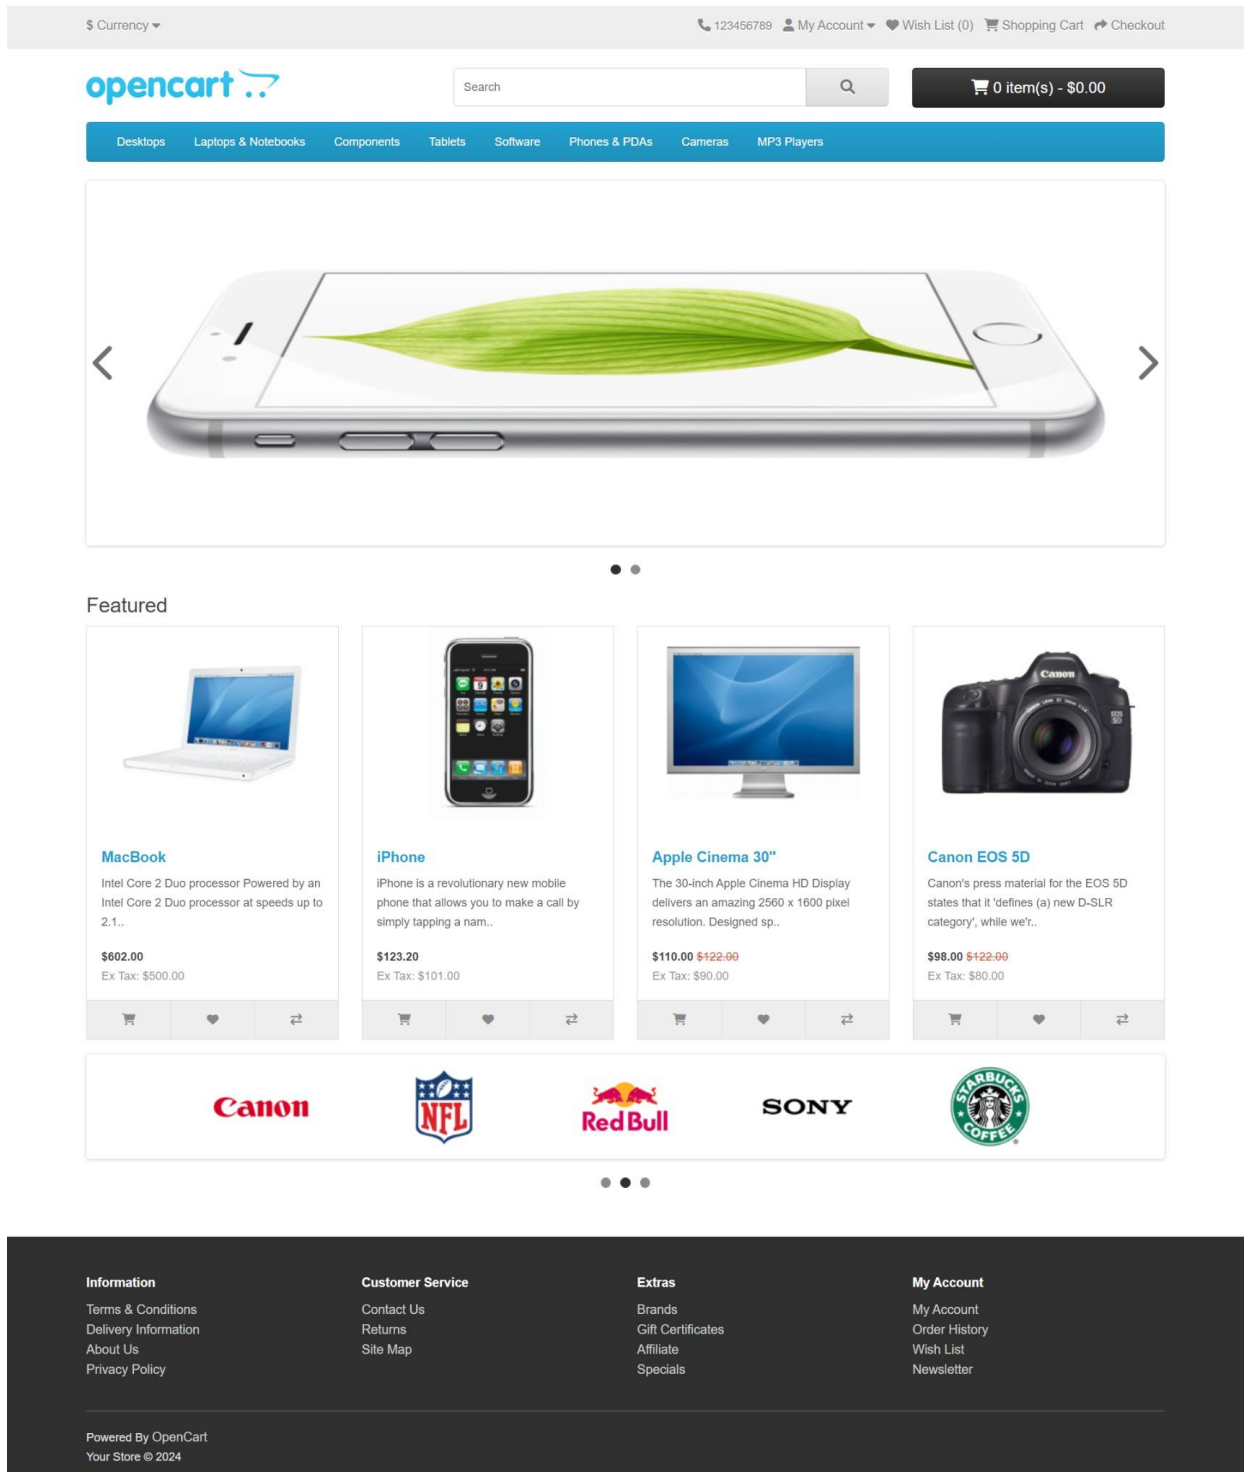 $ Currency
123456789 My Account Wish List (0) Shopping Cart Checkout
opencart
Search
0 item(s) - $0.00
Desktops Laptops & Notebooks Components Tablets Software Phones & PDAs Cameras MP3 Players
Featured
Canon
MacBook
Intel Core 2 Duo processor Powered by an
Intel Core 2 Duo processor at speeds up to
2.1..
$602.00
Ex Tax: $500.00
iPhone
iPhone is a revolutionary new mobile
phone that allows you to make a call by
simply tapping a nam..
$123.20
Ex Tax: $101.00
Apple Cinema 30"
The 30-inch Apple Cinema HD Display
delivers an amazing 2560 x 1600 pixel
resolution. Designed sp..
$110.00 $122.00
Ex Tax: $90.00
Canon EOS 5D
Canon's press material for the EOS 5D
states that it 'defines (a) new D-SLR
category', while we'r..
$98.00 $122.00
Ex Tax: $80.00
Canon
NFL
Red Bull
SONY
STARBUCKS
COFFEE
Information
Terms & Conditions
Delivery Information
About Us
Privacy Policy
Customer Service
Contact Us
Returns
Site Map
Extras
Brands
Gift Certificates
Affiliate
Specials
My Account
My Account
Order History
Wish List
Newsletter
Powered By OpenCart
Your Store © 2024